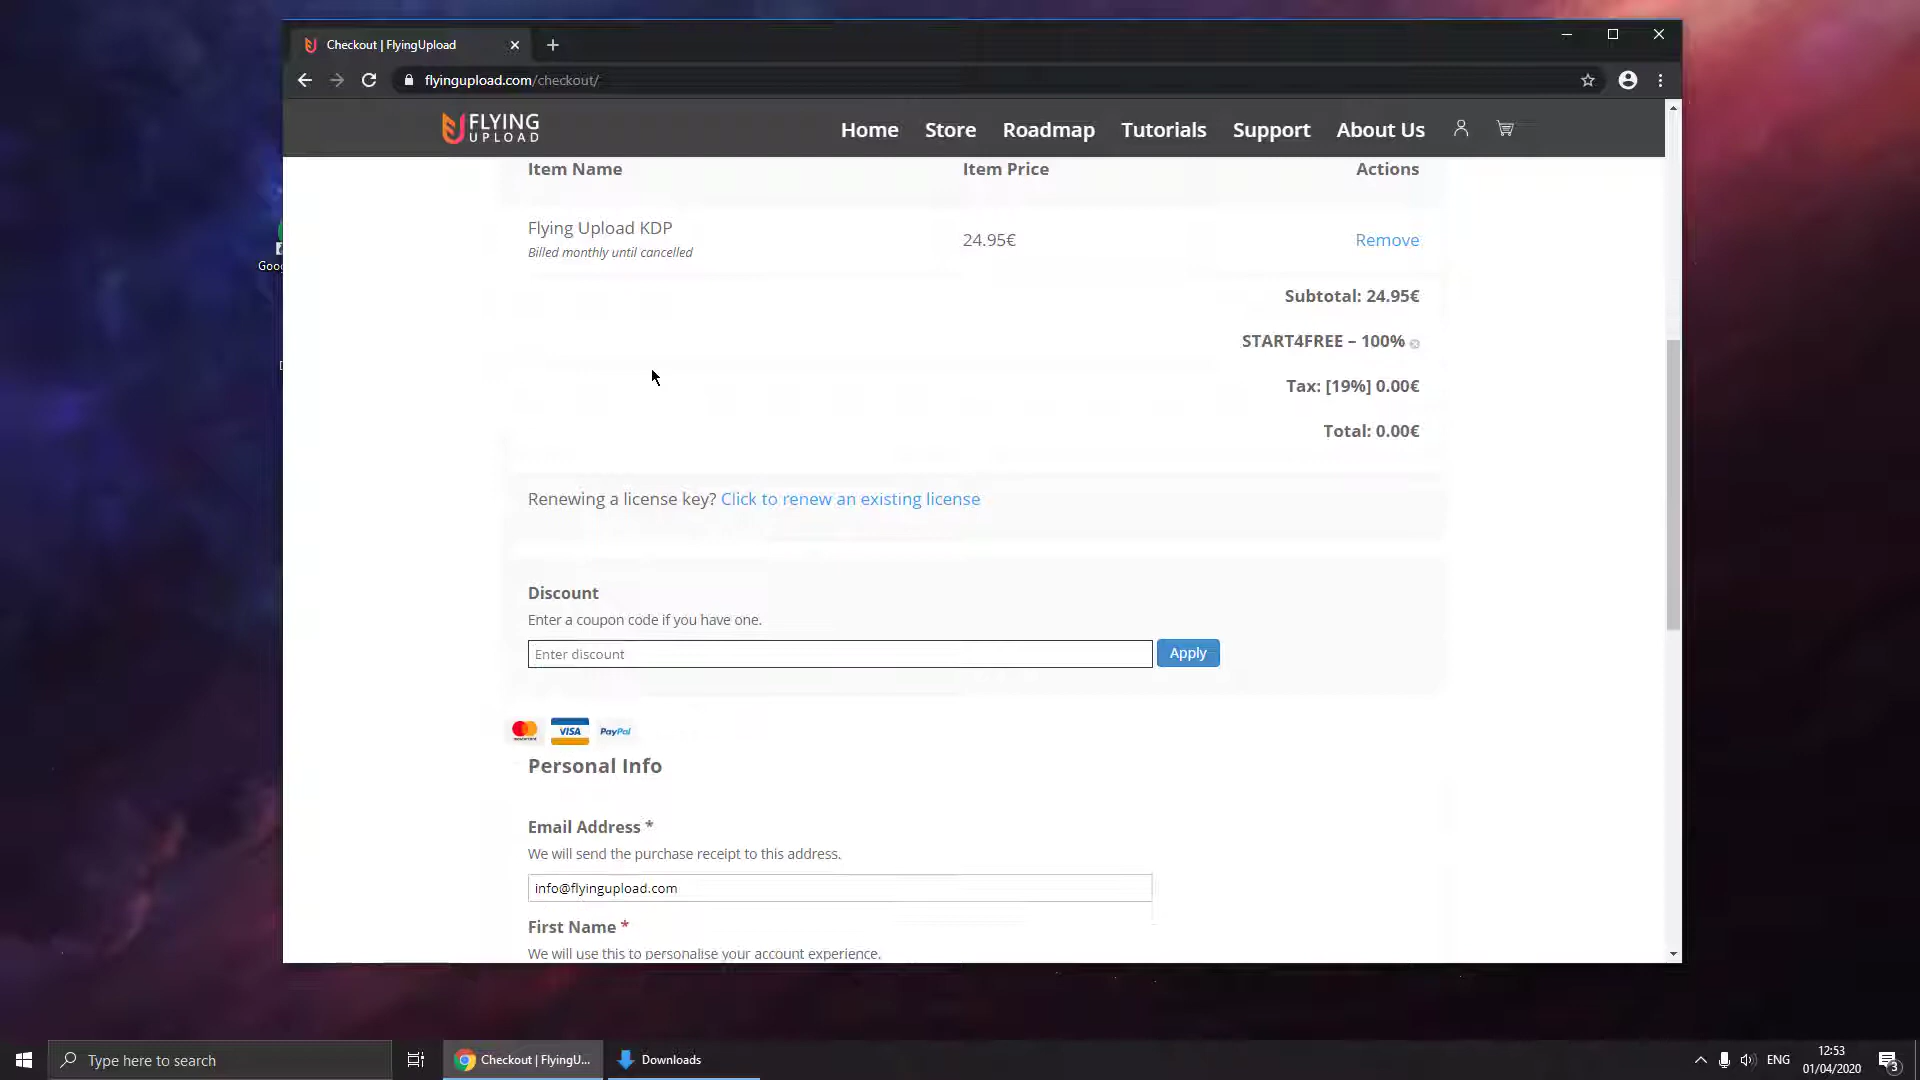 Checkout | FlyingUpload
flyingupload.com/checkout/
FLYING
UPLOAD
Home
Store
Roadmap
Tutorials
Support
About Us
Item Name
Item Price
Actions
Flying Upload KDP
Billed monthly until cancelled
24.95€
Remove
Subtotal: 24.95€
START4FREE – 100%
Tax: [19%] 0.00€
Total: 0.00€
Renewing a license key? Click to renew an existing license
Discount
Enter a coupon code if you have one.
Enter discount
Apply
VISA
PayPal
Personal Info
Email Address *
We will send the purchase receipt to this address.
info@flyingupload.com
First Name *
We will use this to personalise your account experience.
Goo
Type here to search
Checkout | FlyingU...
Downloads
ENG
12:53
01/04/2020
3